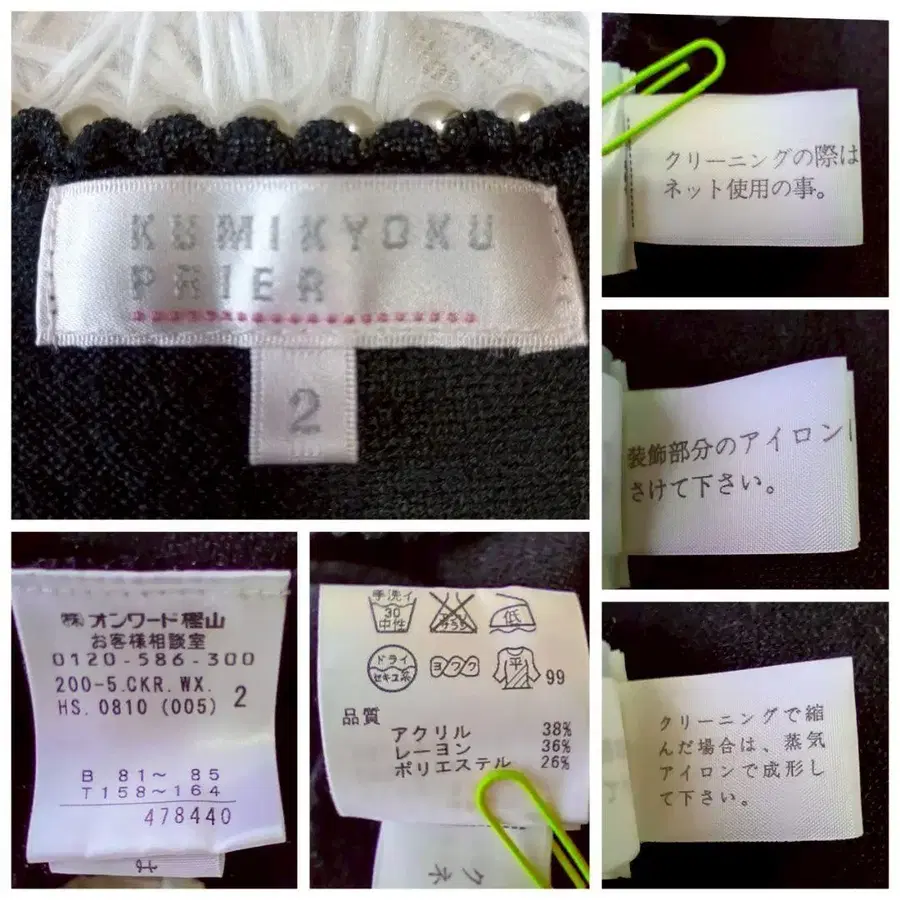 KUMIKYOKU
PRIER
2
クリーニングの際は
ネット使用の事。
装飾部分のアイロンは
さけて下さい。
㈱オンワード樫山
お客様相談室
0120-586-300
200-5.CKR.WX.
HS.0810 (005) 2
B 81~ 85
T158~164
478440
手洗イ
30
中性
低
ドライ
セキユ系
ヨワク
平
99
品質
アクリル 38%
レーヨン 36%
ポリエステル 26%
クリーニングで縮
んだ場合は、蒸気
アイロンで成形し
て下さい。